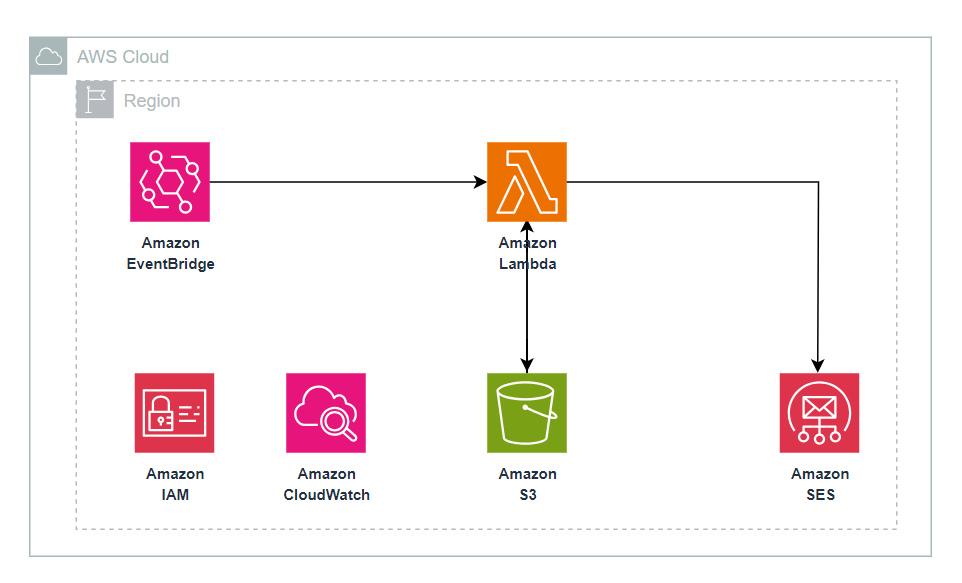 AWS Cloud
Region
Amazon
EventBridge
Amazon
Lambda
Amazon
IAM
Amazon
CloudWatch
Amazon
S3
Amazon
SES